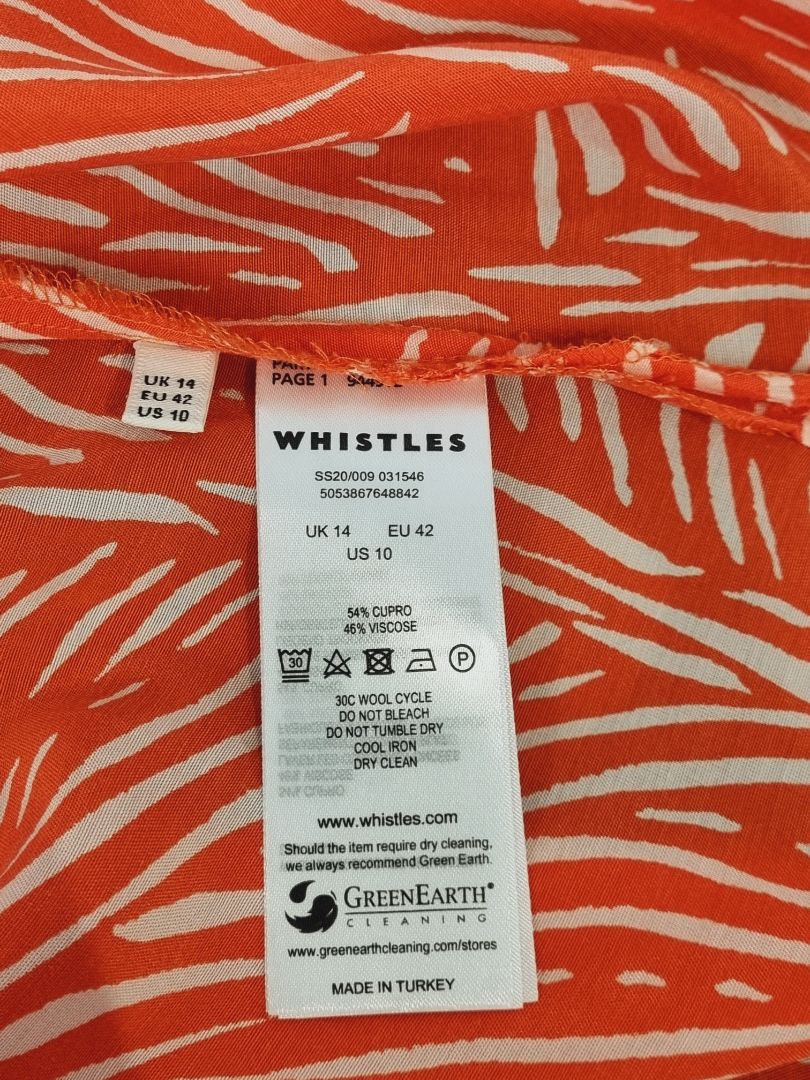 UK 14
EU 42
US 10
PAGE 1
WHISTLES
SS20/009 031546
5053867648842
UK 14 EU 42
US 10
54% CUPRO
46% VISCOSE
30 P
30C WOOL CYCLE
DO NOT BLEACH
DO NOT TUMBLE DRY
COOL IRON
DRY CLEAN
www.whistles.com
Should the item require dry cleaning,
we always recommend Green Earth.
GREENEARTH®
CLEANING
www.greenearthcleaning.com/stores
MADE IN TURKEY